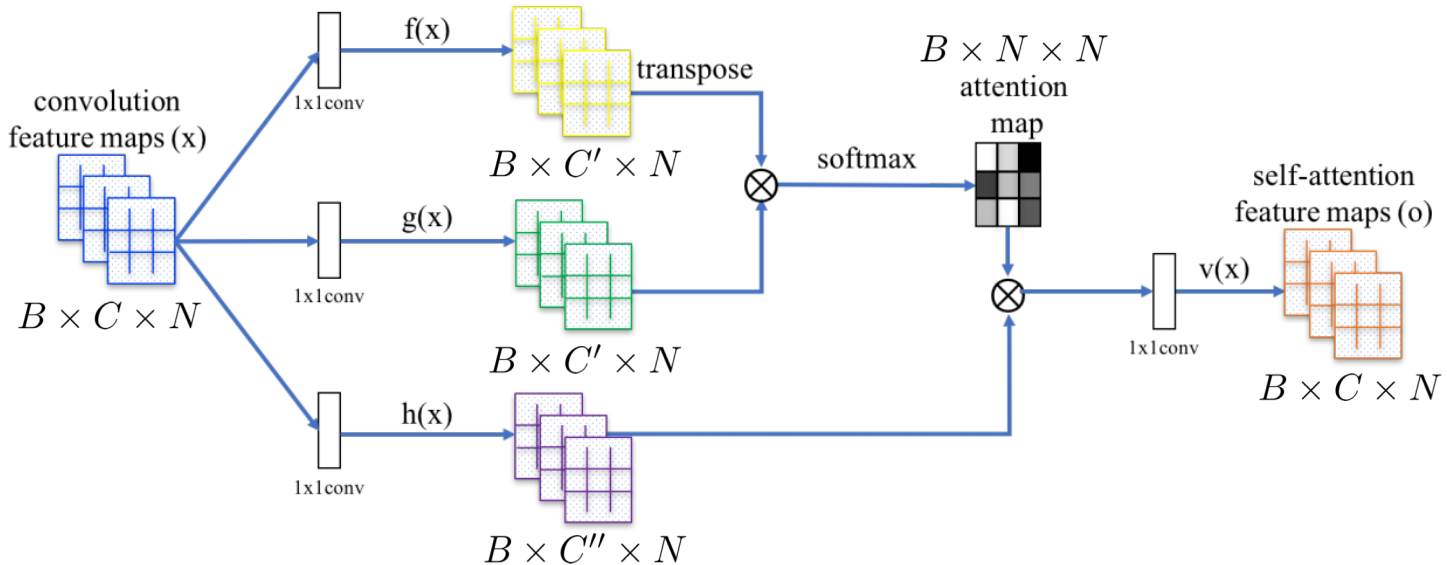 convolution
feature maps (x)
B × C × N
1x1conv
f(x)
B × C′ × N
transpose
1x1conv
g(x)
B × C′ × N
1x1conv
h(x)
B × C′′ × N
softmax
B × N × N
attention
map
1x1conv
v(x)
self-attention
feature maps (o)
B × C × N